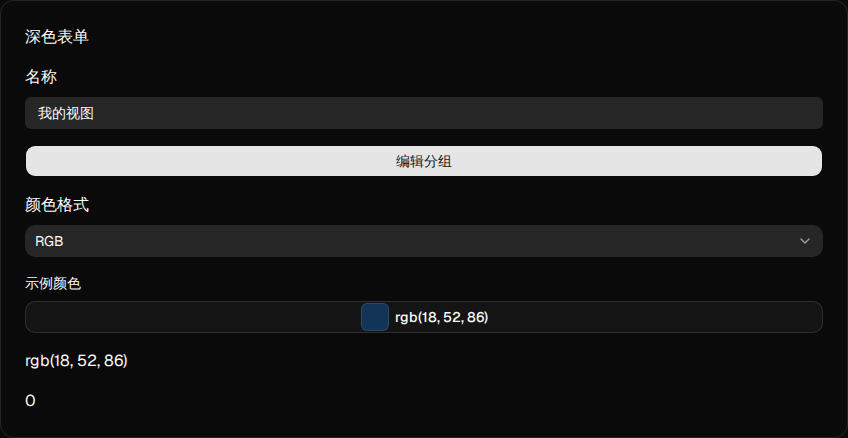 深色表单
名称
我的视图
编辑分组
颜色格式
RGB
示例颜色
rgb(18, 52, 86)
rgb(18, 52, 86)
0